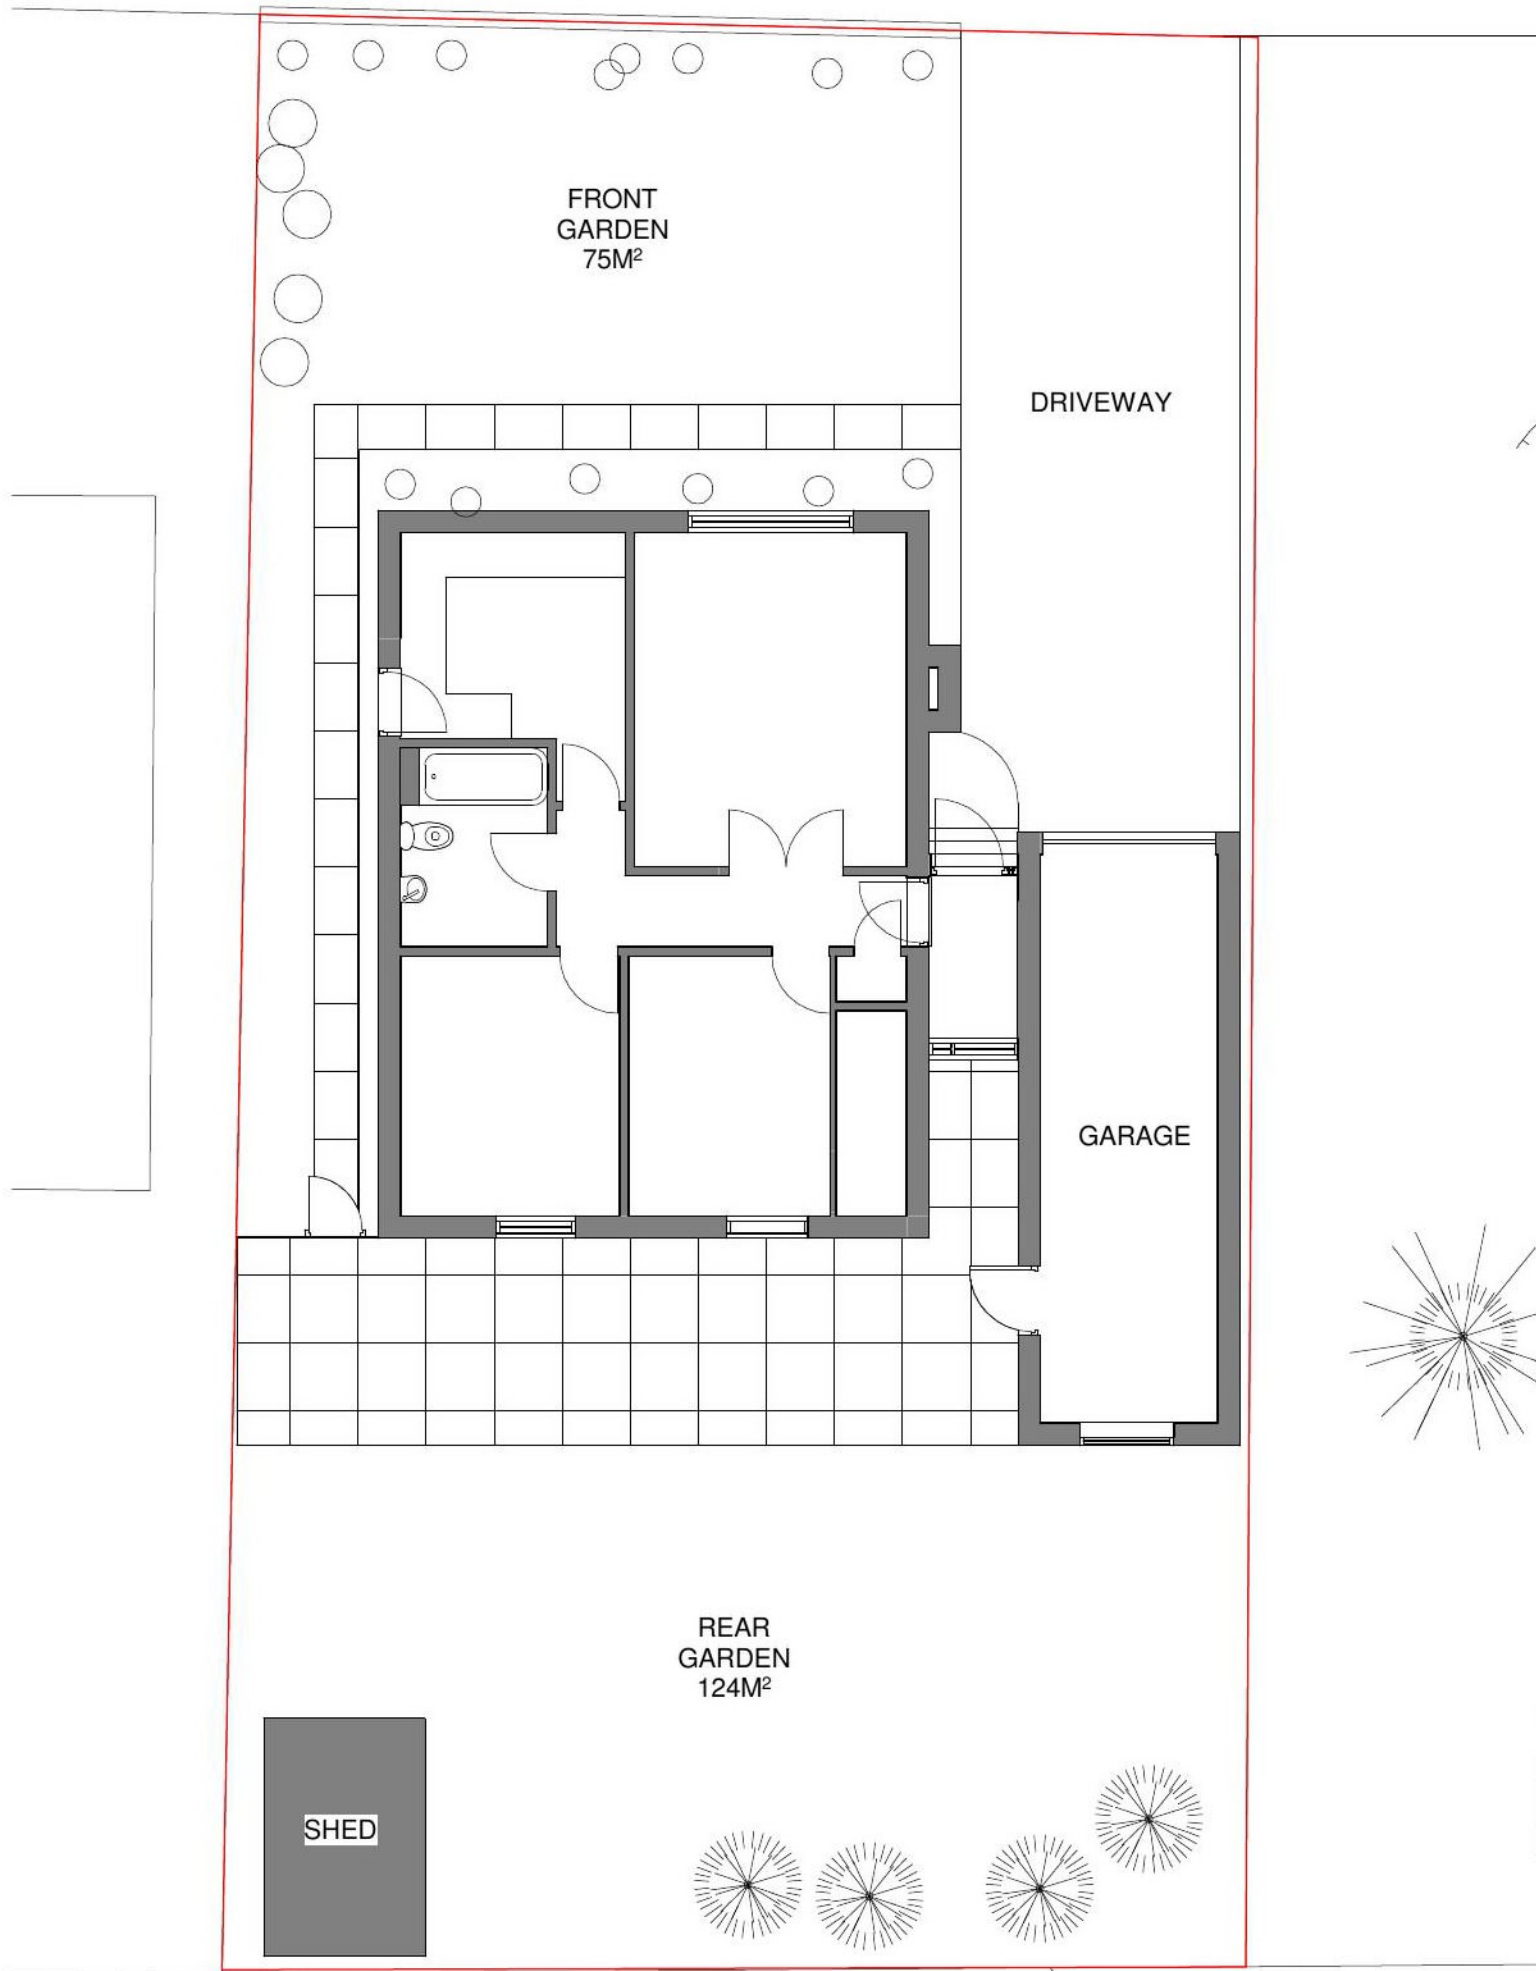 FRONT
GARDEN
75M²
DRIVEWAY
GARAGE
REAR
GARDEN
124M²
SHED